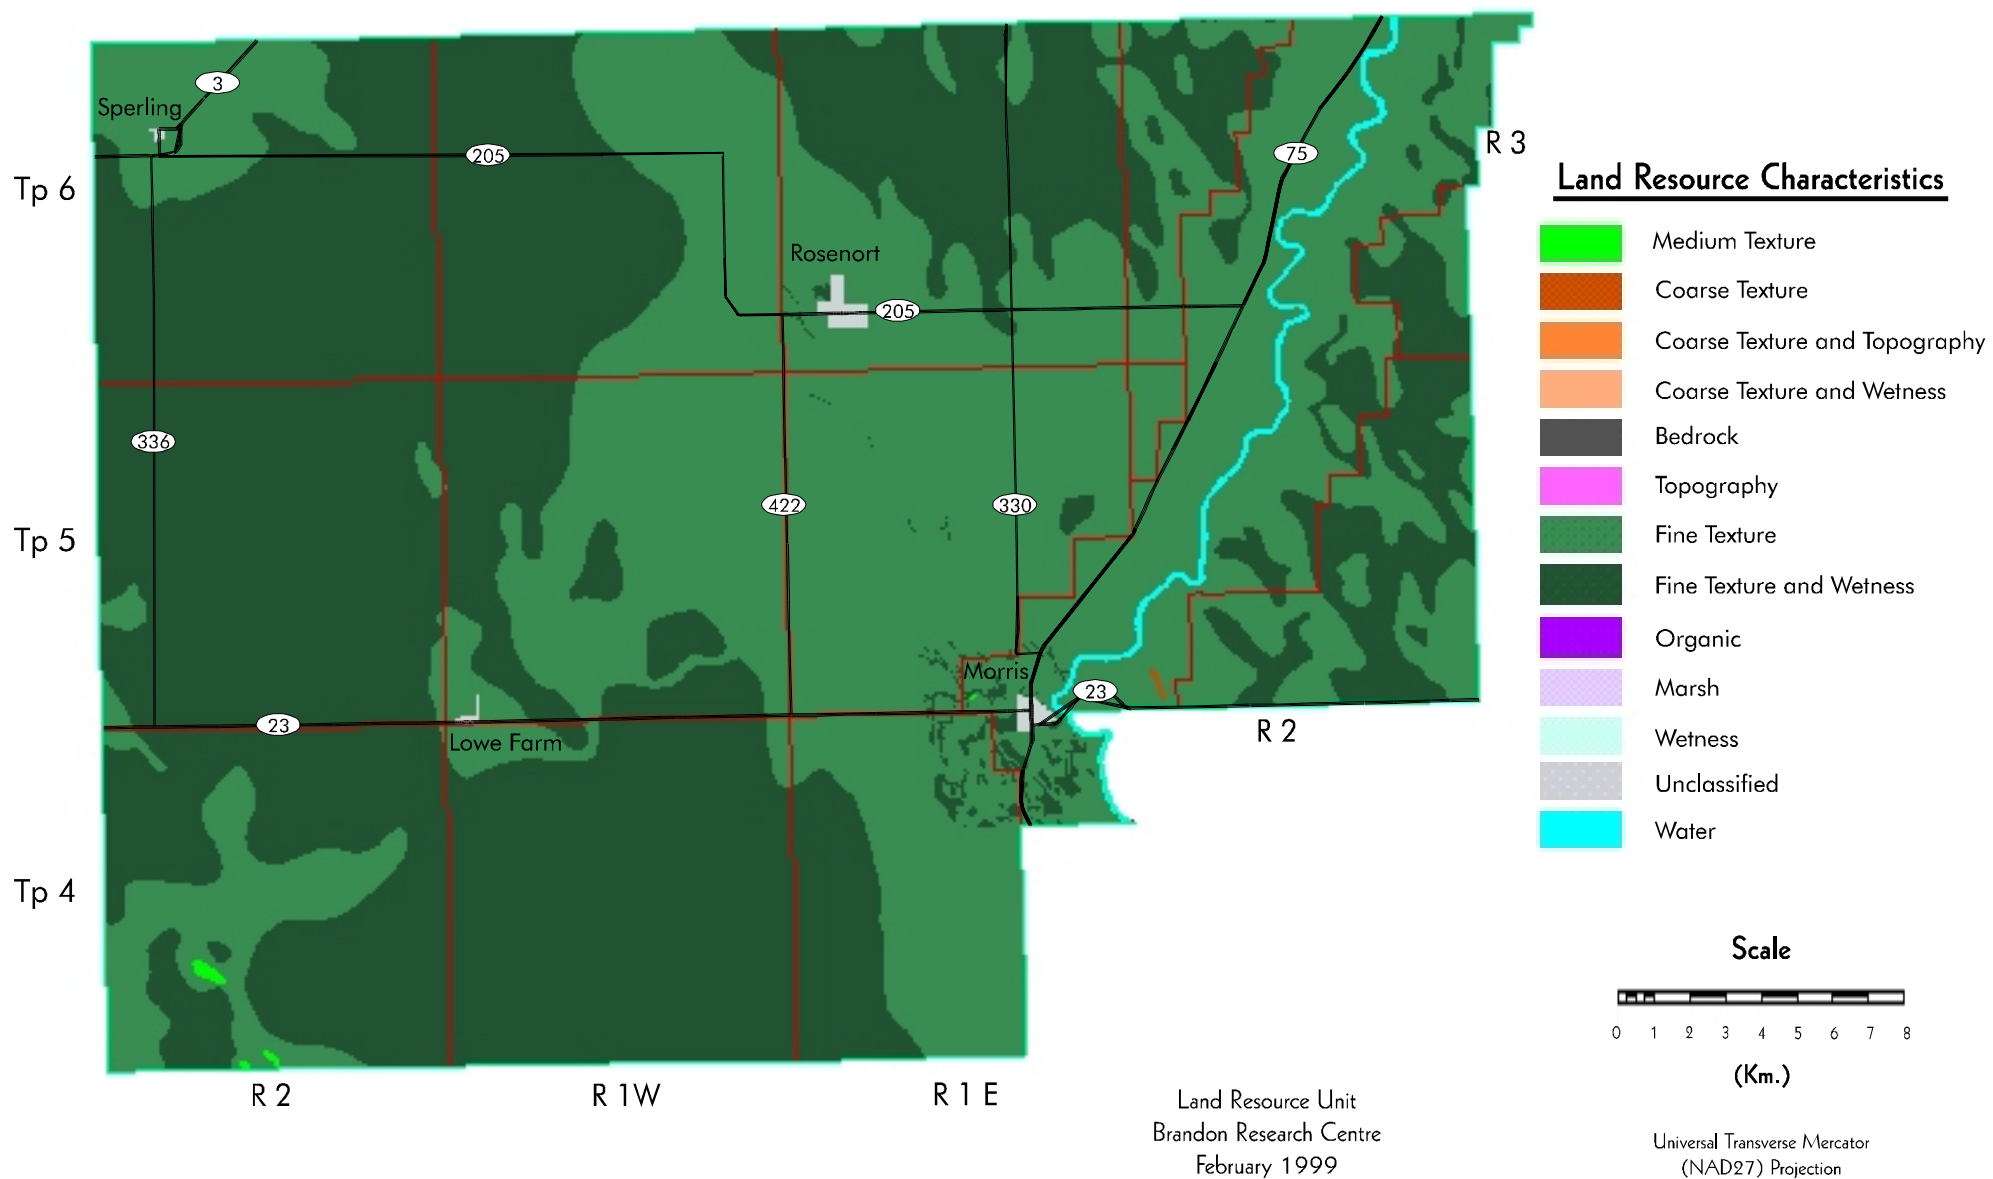 3
Sperling
205
75
R 3
Tp 6
Rosenort
205
336
422
330
Tp 5
Morris
23
23
Lowe Farm
R 2
Tp 4
R 2
R 1W
R 1 E
Land Resource Characteristics
Medium Texture
Coarse Texture
Coarse Texture and Topography
Coarse Texture and Wetness
Bedrock
Topography
Fine Texture
Fine Texture and Wetness
Organic
Marsh
Wetness
Unclassified
Water
Scale
0 1 2 3 4 5 6 7 8
(Km.)
Land Resource Unit
Brandon Research Centre
February 1999
Universal Transverse Mercator
(NAD27) Projection